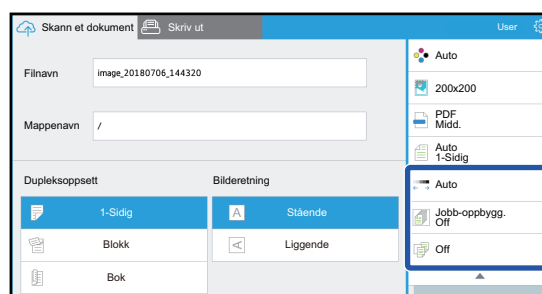 Skann et dokument
Skriv ut
User
Filnavn
image_20180706_144320
Mappenavn
/
Dupleksoppsett
Bilderetning
1-Sidig
Blokk
Bok
A
Stående
A
Liggende
Auto
200x200
PDF
Midd.
Auto
1-Sidig
Auto
Jobb-oppbygg.
Off
Off